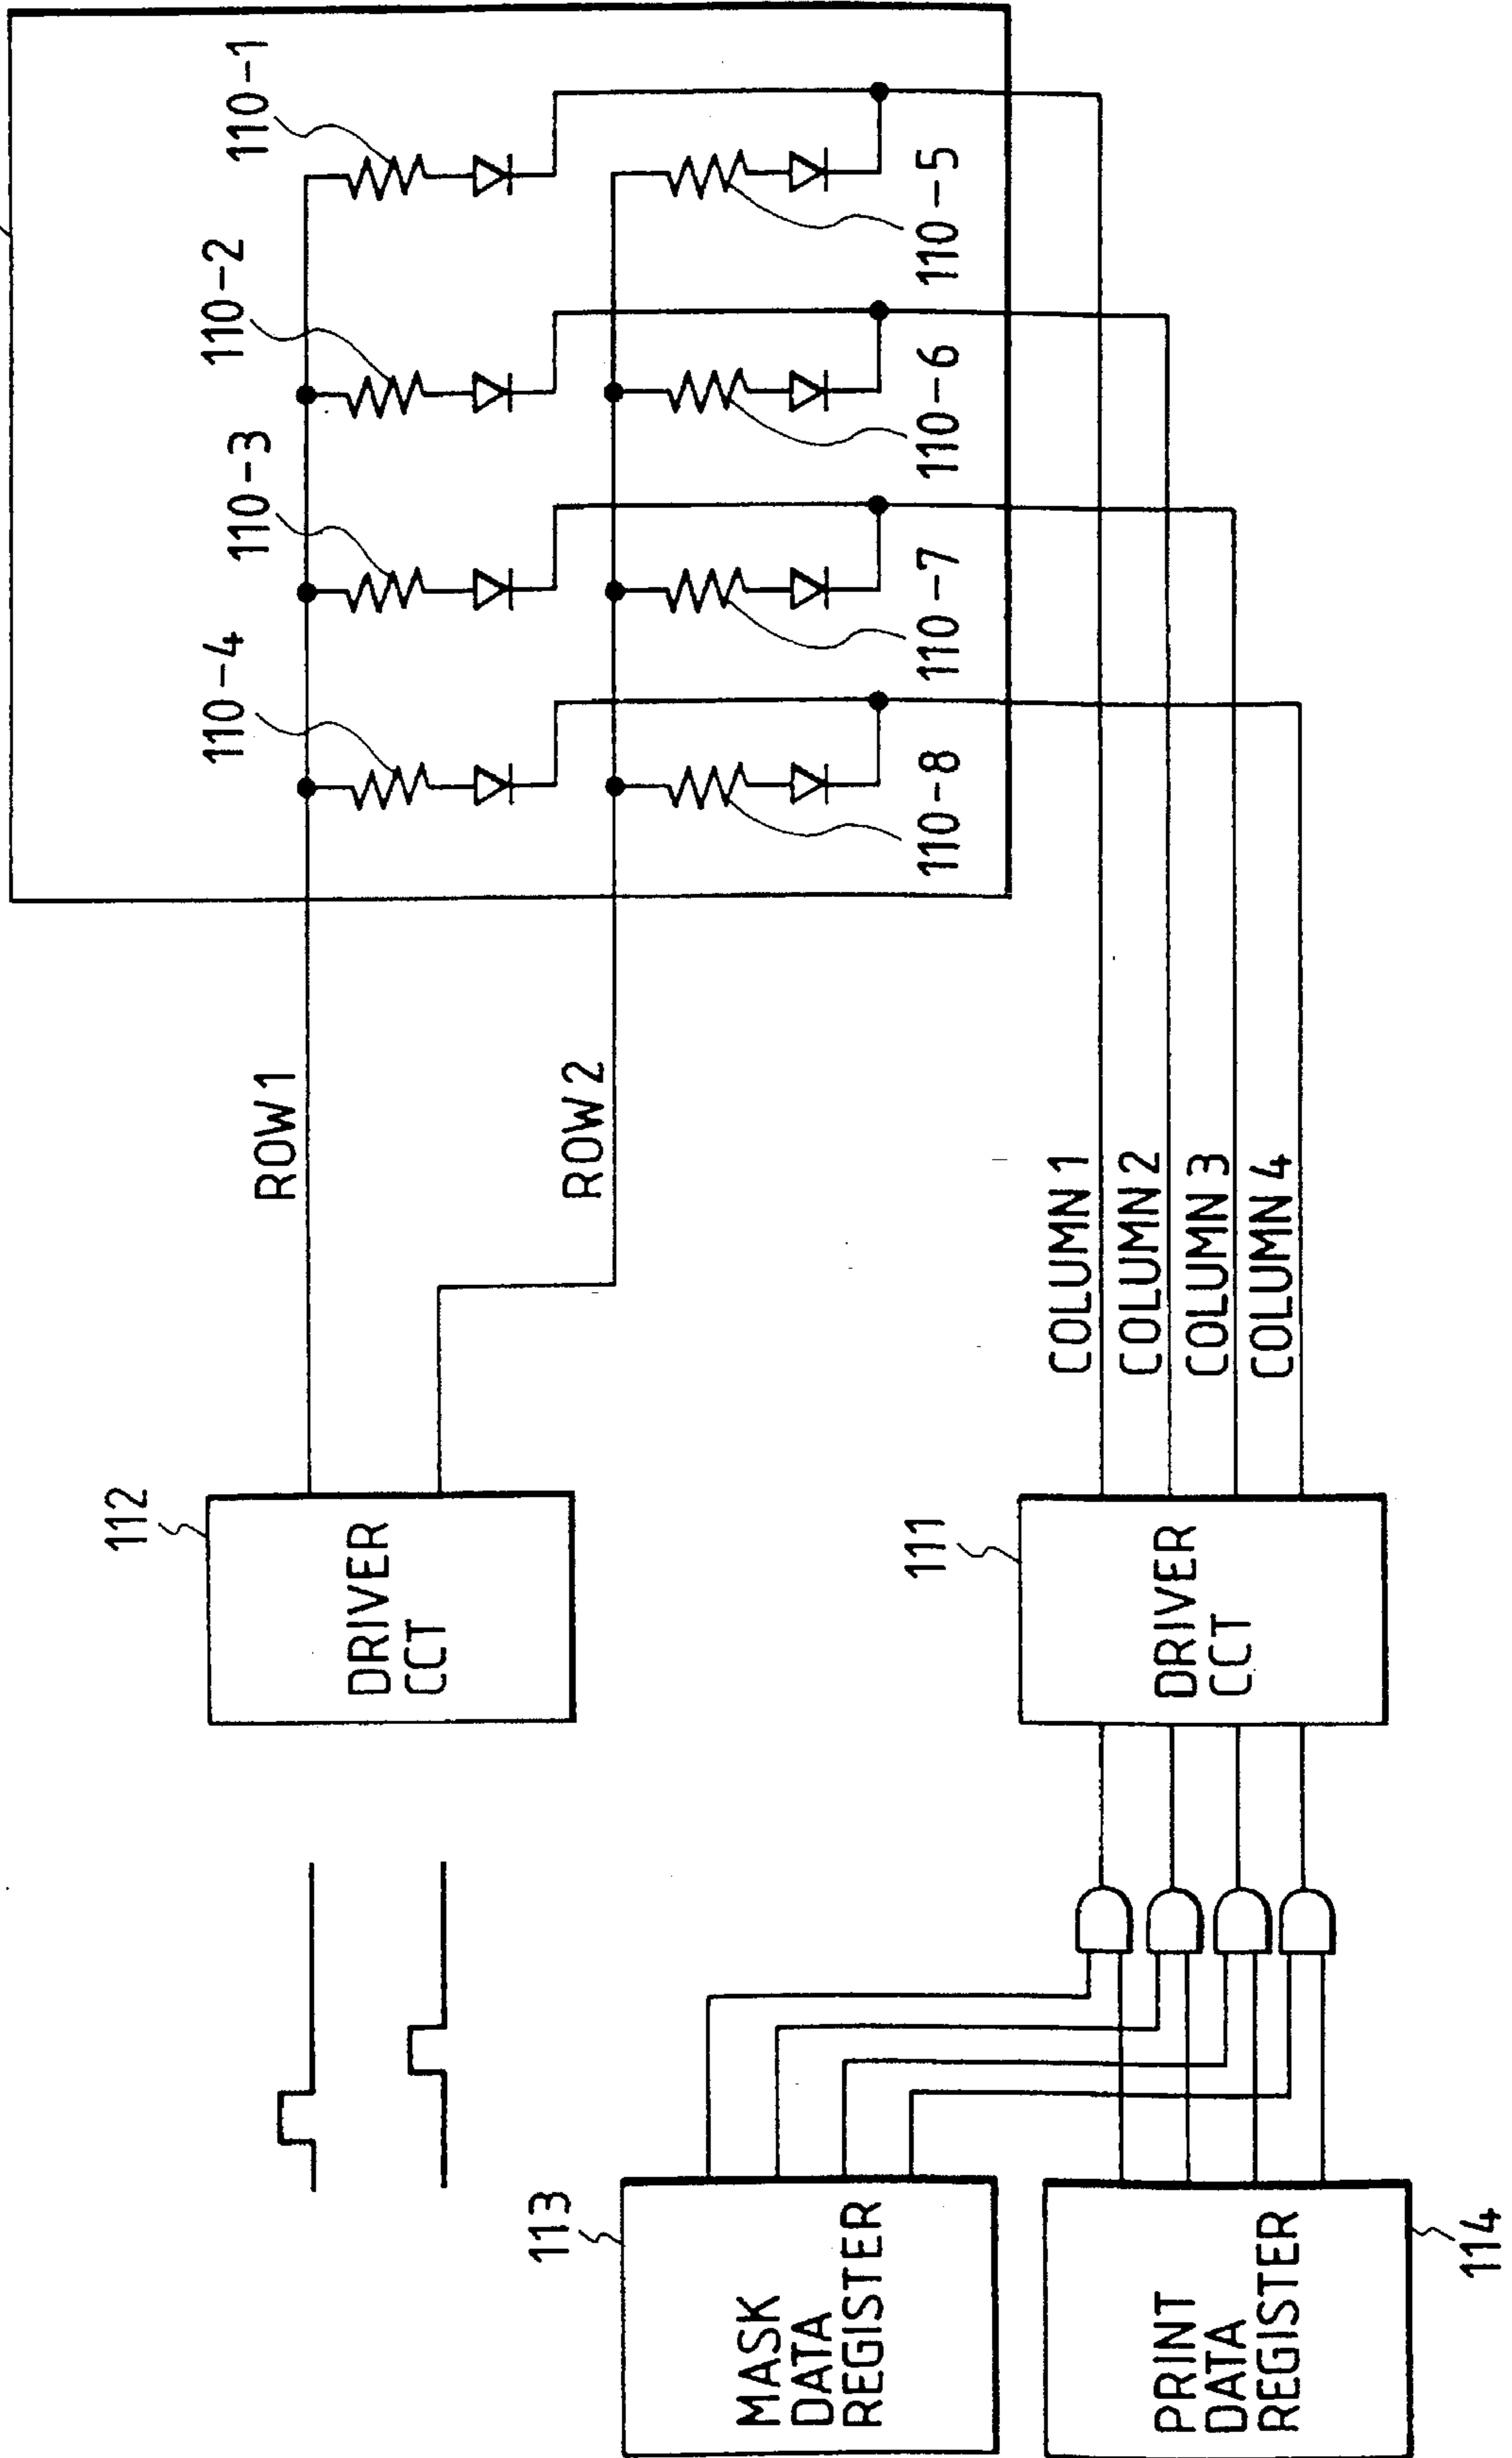 110-1
110-2
110-3
110-4
110-5
110-6
110-7
110-8
ROW 1
ROW 2
COLUMN 1
COLUMN 2
COLUMN 3
COLUMN 4
112
DRIVER
CCT
111
DRIVER
CCT
113
MASK
DATA
REGISTER
114
PRINT
DATA
REGISTER